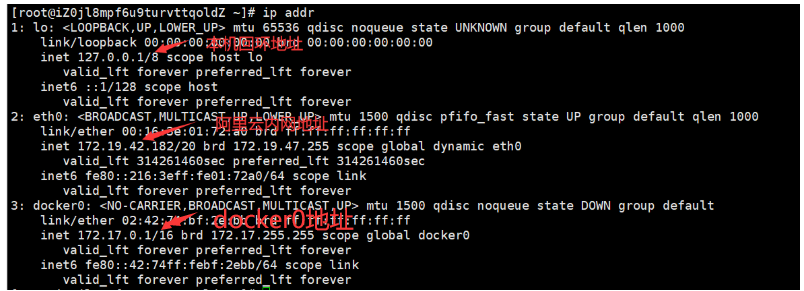 [root@iZ0jl8mpf6u9turvttqoldZ ~]# ip addr
1: lo: <LOOPBACK,UP,LOWER_UP> mtu 65536 qdisc noqueue state UNKNOWN group default qlen 1000
link/loopback 00:00:00:00:00:00 brd 00:00:00:00:00:00
本机回环地址
inet 127.0.0.1/8 scope host lo
valid_lft forever preferred_lft forever
inet6 ::1/128 scope host
valid_lft forever preferred_lft forever
2: eth0: <BROADCAST,MULTICAST,UP,LOWER_UP> mtu 1500 qdisc pfifo_fast state UP group default qlen 1000
阿里云内网地址
link/ether 00:16:3e:01:72:a0 brd ff:ff:ff:ff:ff:ff
inet 172.19.42.182/20 brd 172.19.47.255 scope global dynamic eth0
valid_lft 314261460sec preferred_lft 314261460sec
inet6 fe80::216:3eff:fe01:72a0/64 scope link
valid_lft forever preferred_lft forever
3: docker0: <NO-CARRIER,BROADCAST,MULTICAST,UP> mtu 1500 qdisc noqueue state DOWN group default
link/ether 02:42:74:bf:2e:bb brd ff:ff:ff:ff:ff:ff
docker0地址
inet 172.17.0.1/16 brd 172.17.255.255 scope global docker0
valid_lft forever preferred_lft forever
inet6 fe80::42:74ff:febf:2ebb/64 scope link
valid_lft forever preferred_lft forever